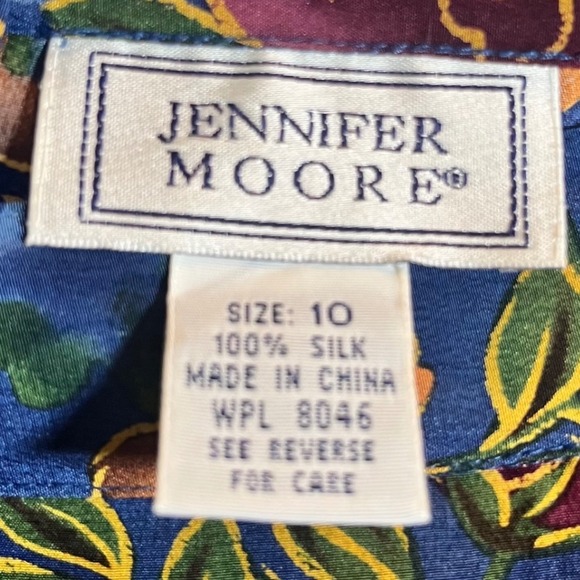 JENNIFER
MOORE®
SIZE: 10
100% SILK
MADE IN CHINA
WPL 8046
SEE REVERSE
FOR CARE